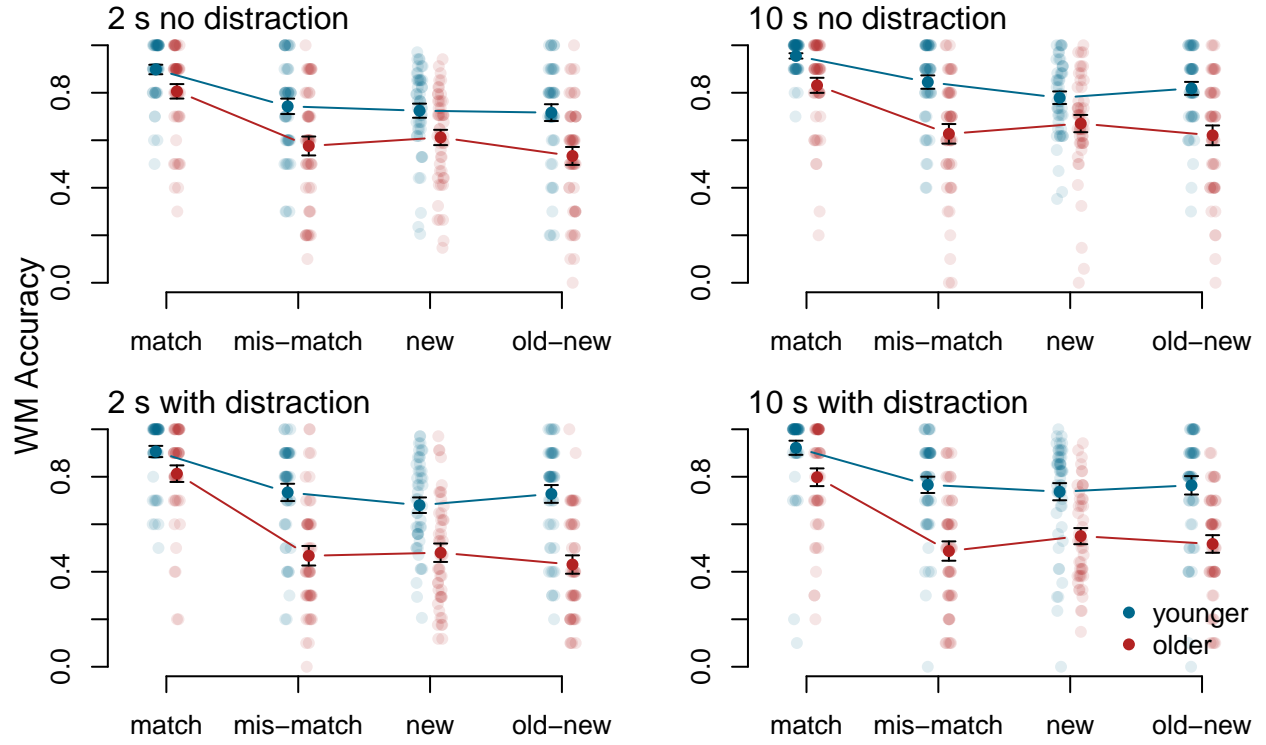 2 s no distraction
10 s no distraction
0.8
0.4
0.0
match mis−match new old−new
0.8
0.4
0.0
match mis−match new old−new
WM Accuracy
2 s with distraction
10 s with distraction
0.8
0.4
0.0
match mis−match new old−new
0.8
0.4
0.0
younger
older
match mis−match new old−new